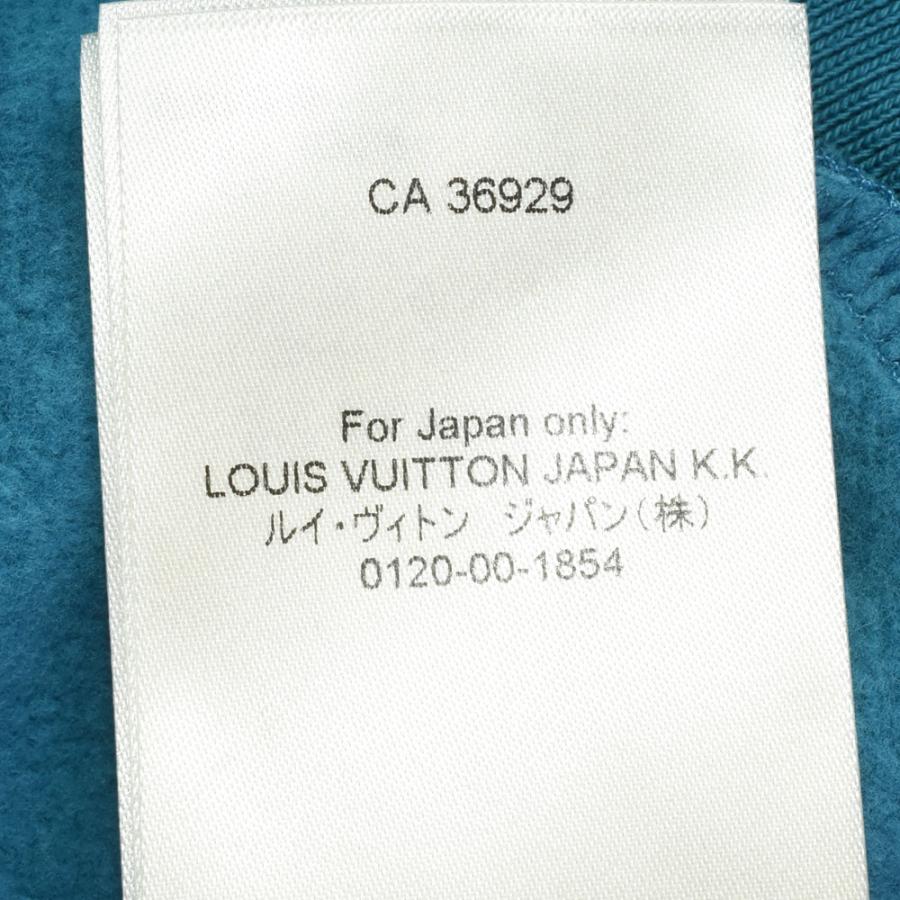 CA 36929
For Japan only:
LOUIS VUITTON JAPAN K.K.
ルイ・ヴィトン　ジャパン(株)
0120-00-1854